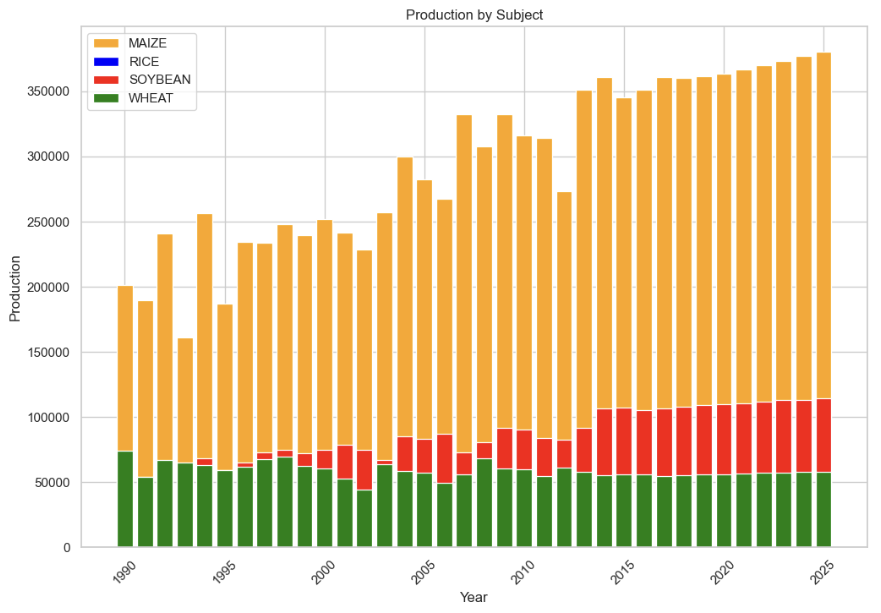 Production by Subject
MAIZE
RICE
SOYBEAN
WHEAT
350000
300000
250000
200000
150000
100000
50000
0
Production
1990
1995
2000
2005
2010
2015
2020
2025
Year